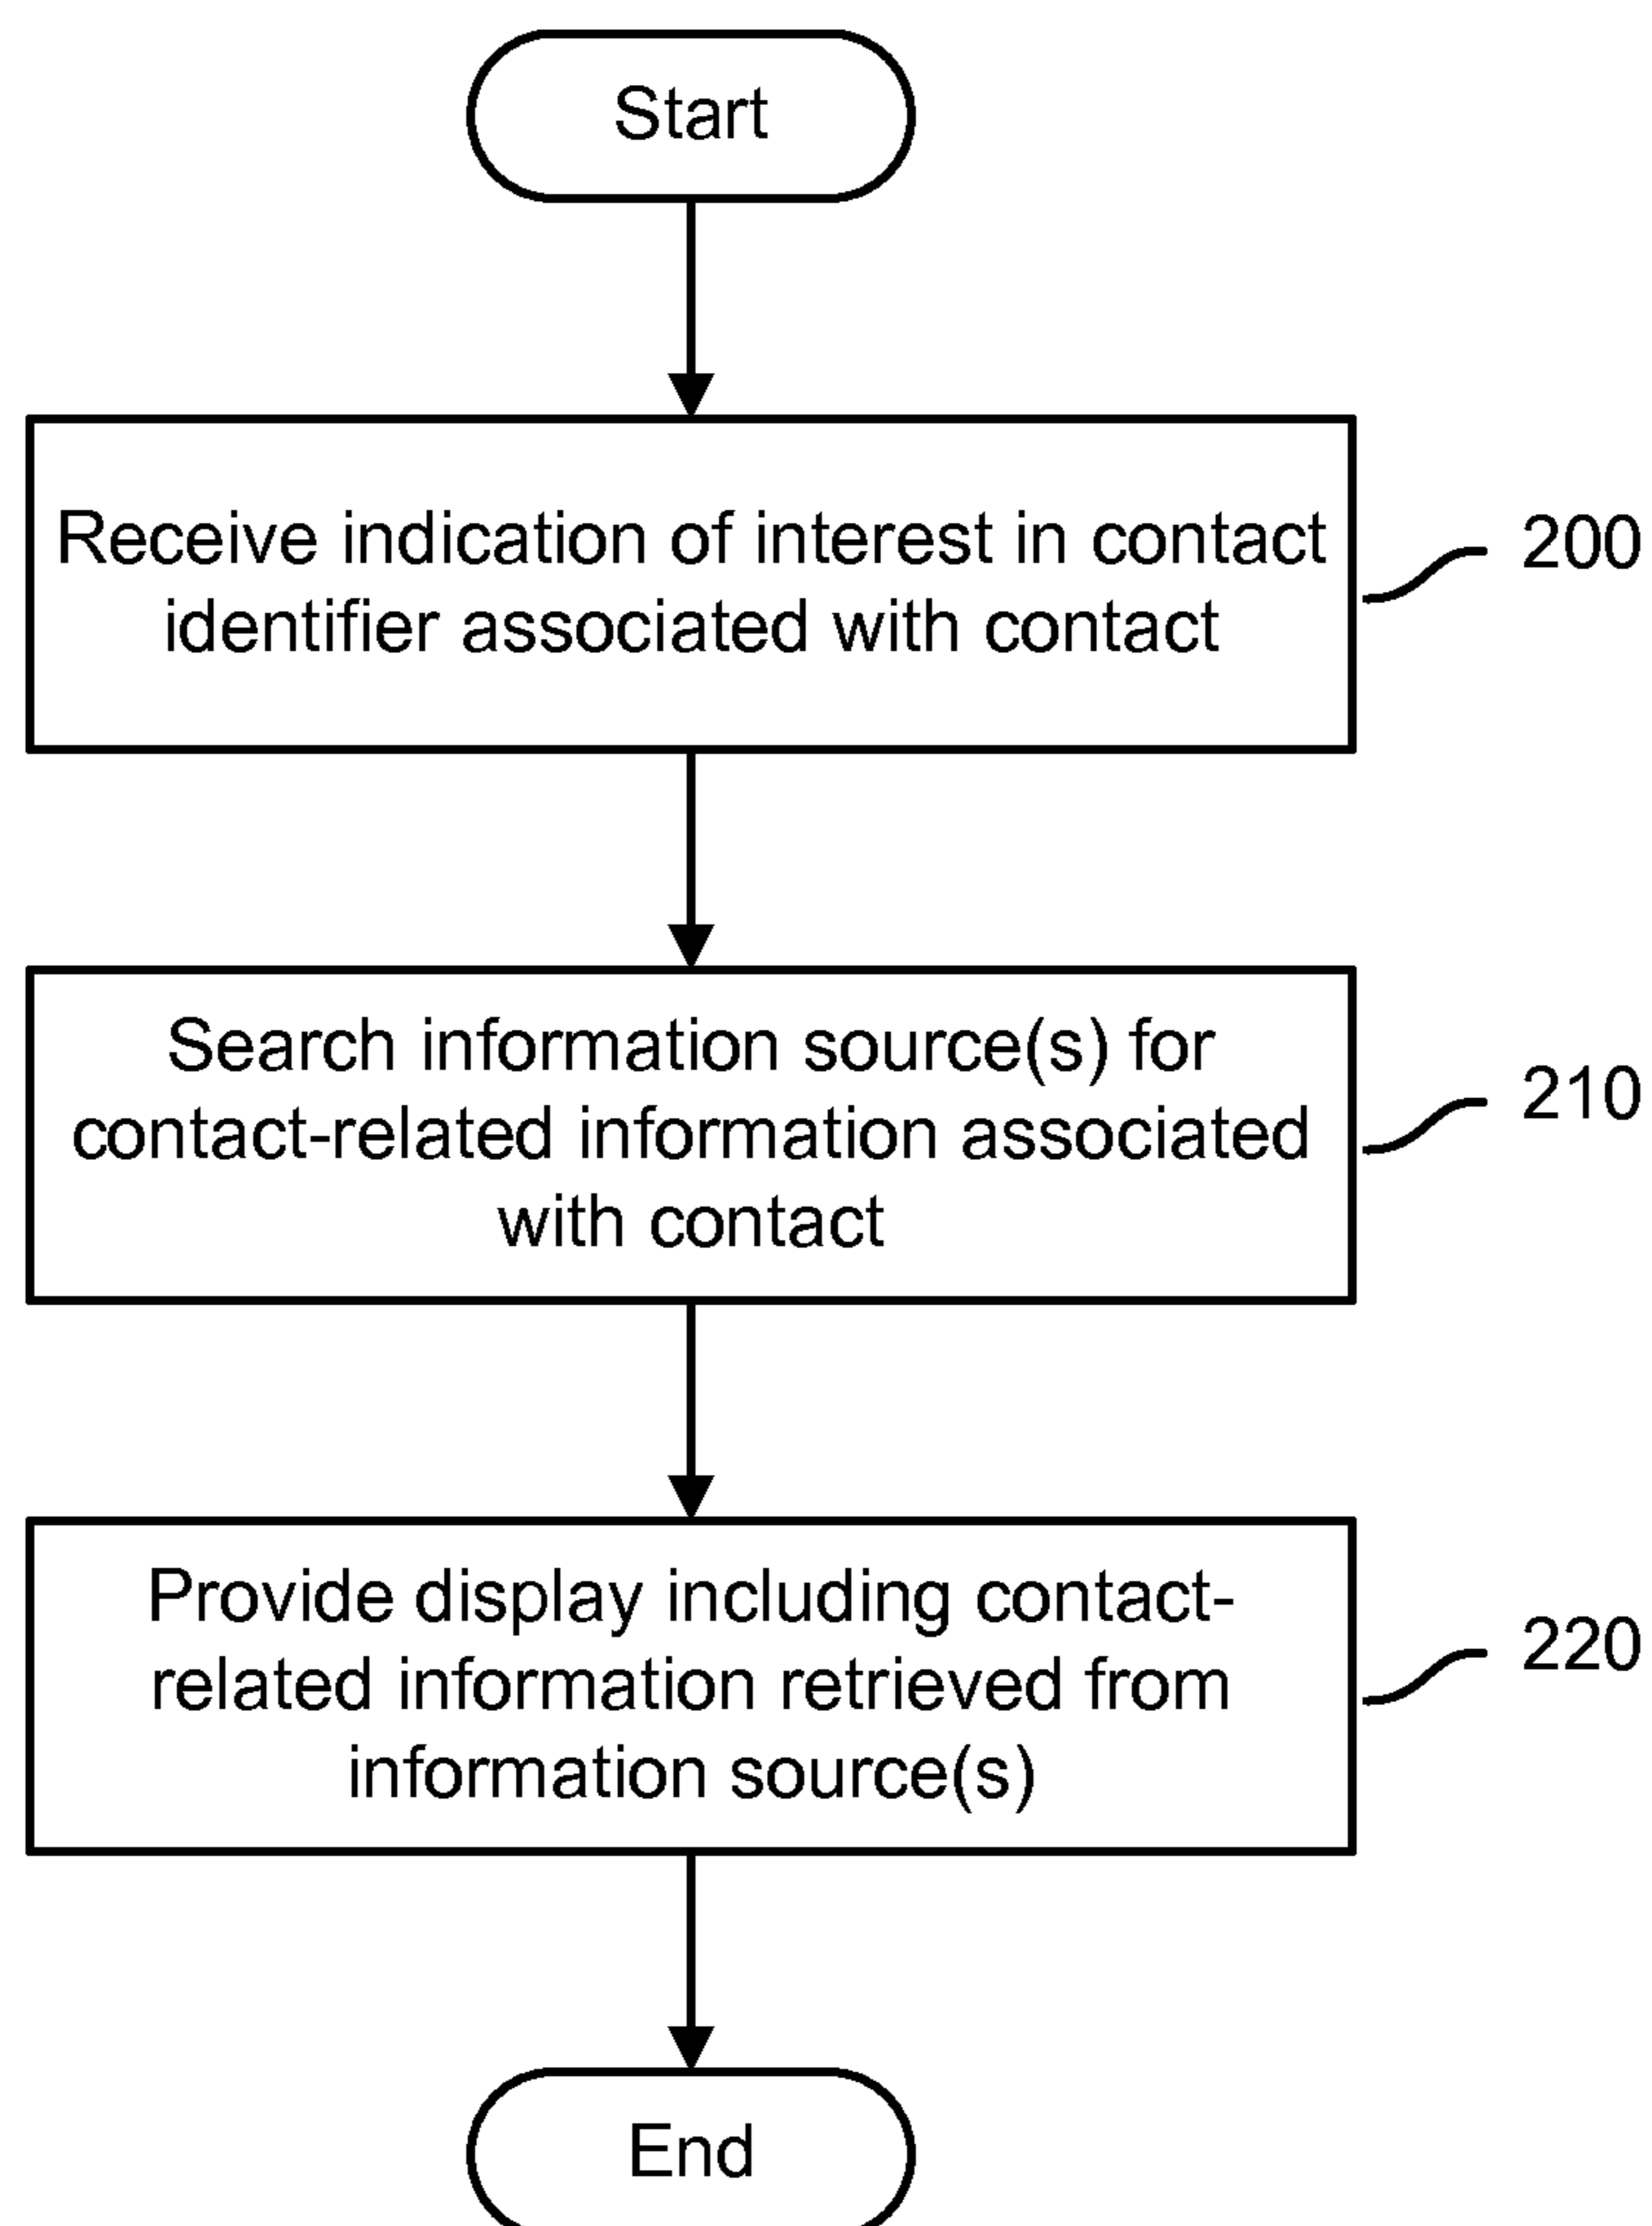 Start
Receive indication of interest in contact
identifier associated with contact
200
Search information source(s) for
contact-related information associated
with contact
210
Provide display including contact-
related information retrieved from
information source(s)
220
End